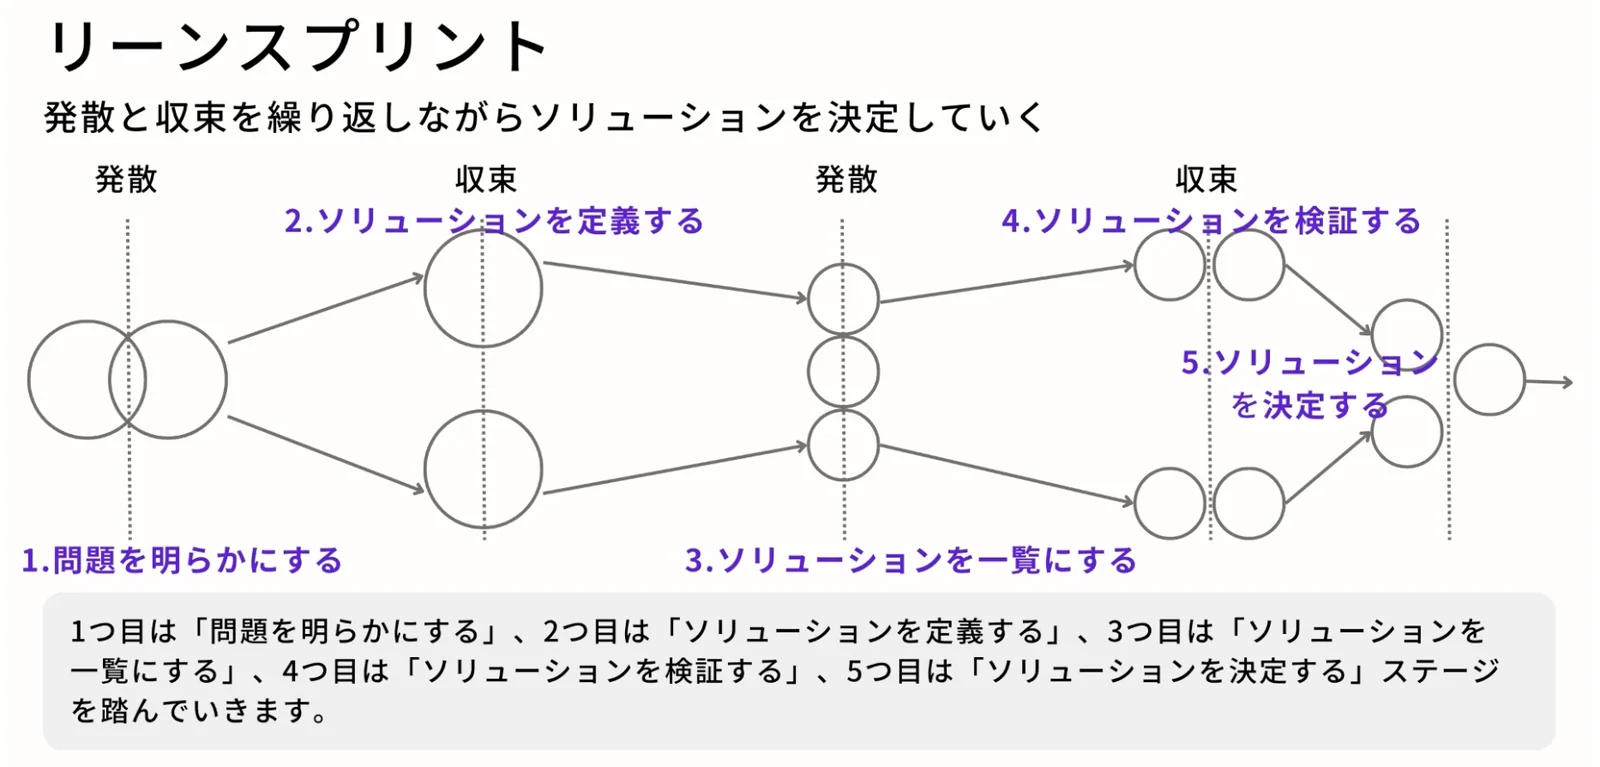 リーンスプリント
発散と収束を繰り返しながらソリューションを決定していく
発散
収束
発散
収束
2.ソリューションを定義する
4.ソリューションを検証する
5.ソリューション
を決定する
1.問題を明らかにする
3.ソリューションを一覧にする
1つ目は「問題を明らかにする」、2つ目は「ソリューションを定義する」、3つ目は「ソリューションを
一覧にする」、4つ目は「ソリューションを検証する」、5つ目は「ソリューションを決定する」ステージ
を踏んでいきます。